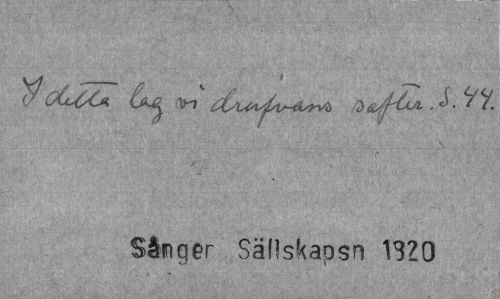 I detta lag vi drufvans safter. S. 44.
Sånger Sällskapsn 1820